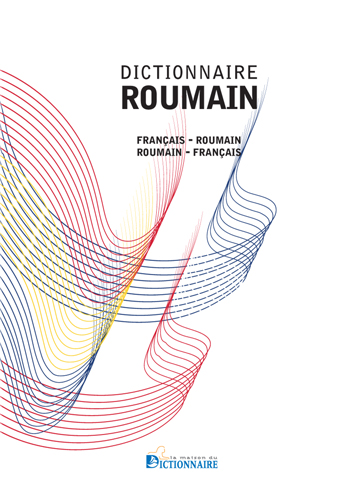 DICTIONNAIRE
ROUMAIN
FRANÇAIS - ROUMAIN
ROUMAIN - FRANÇAIS
la maison du
DICTIONNAIRE